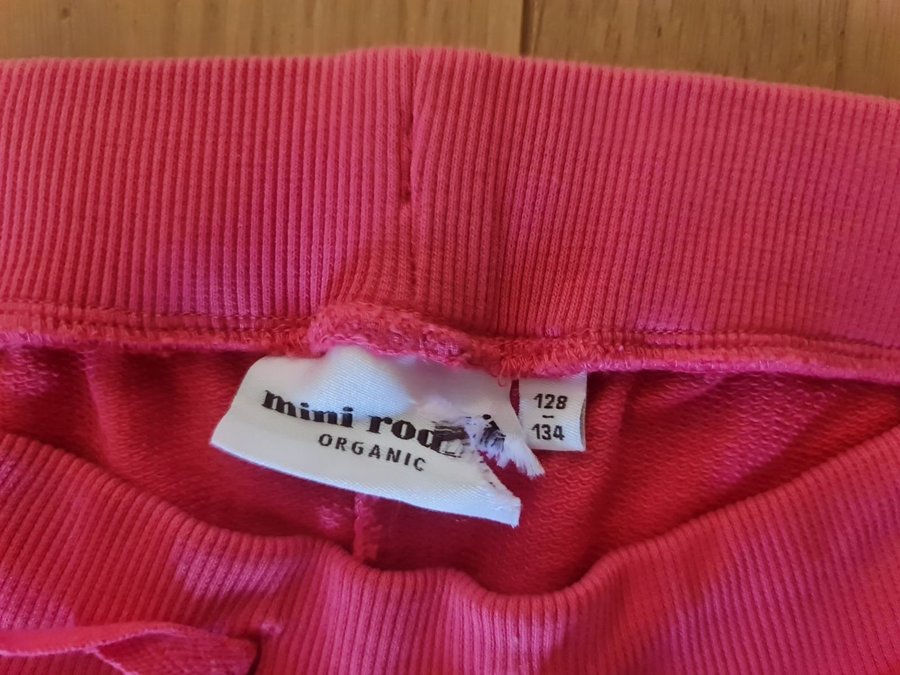 mini rod i
ORGANIC
128
–
134